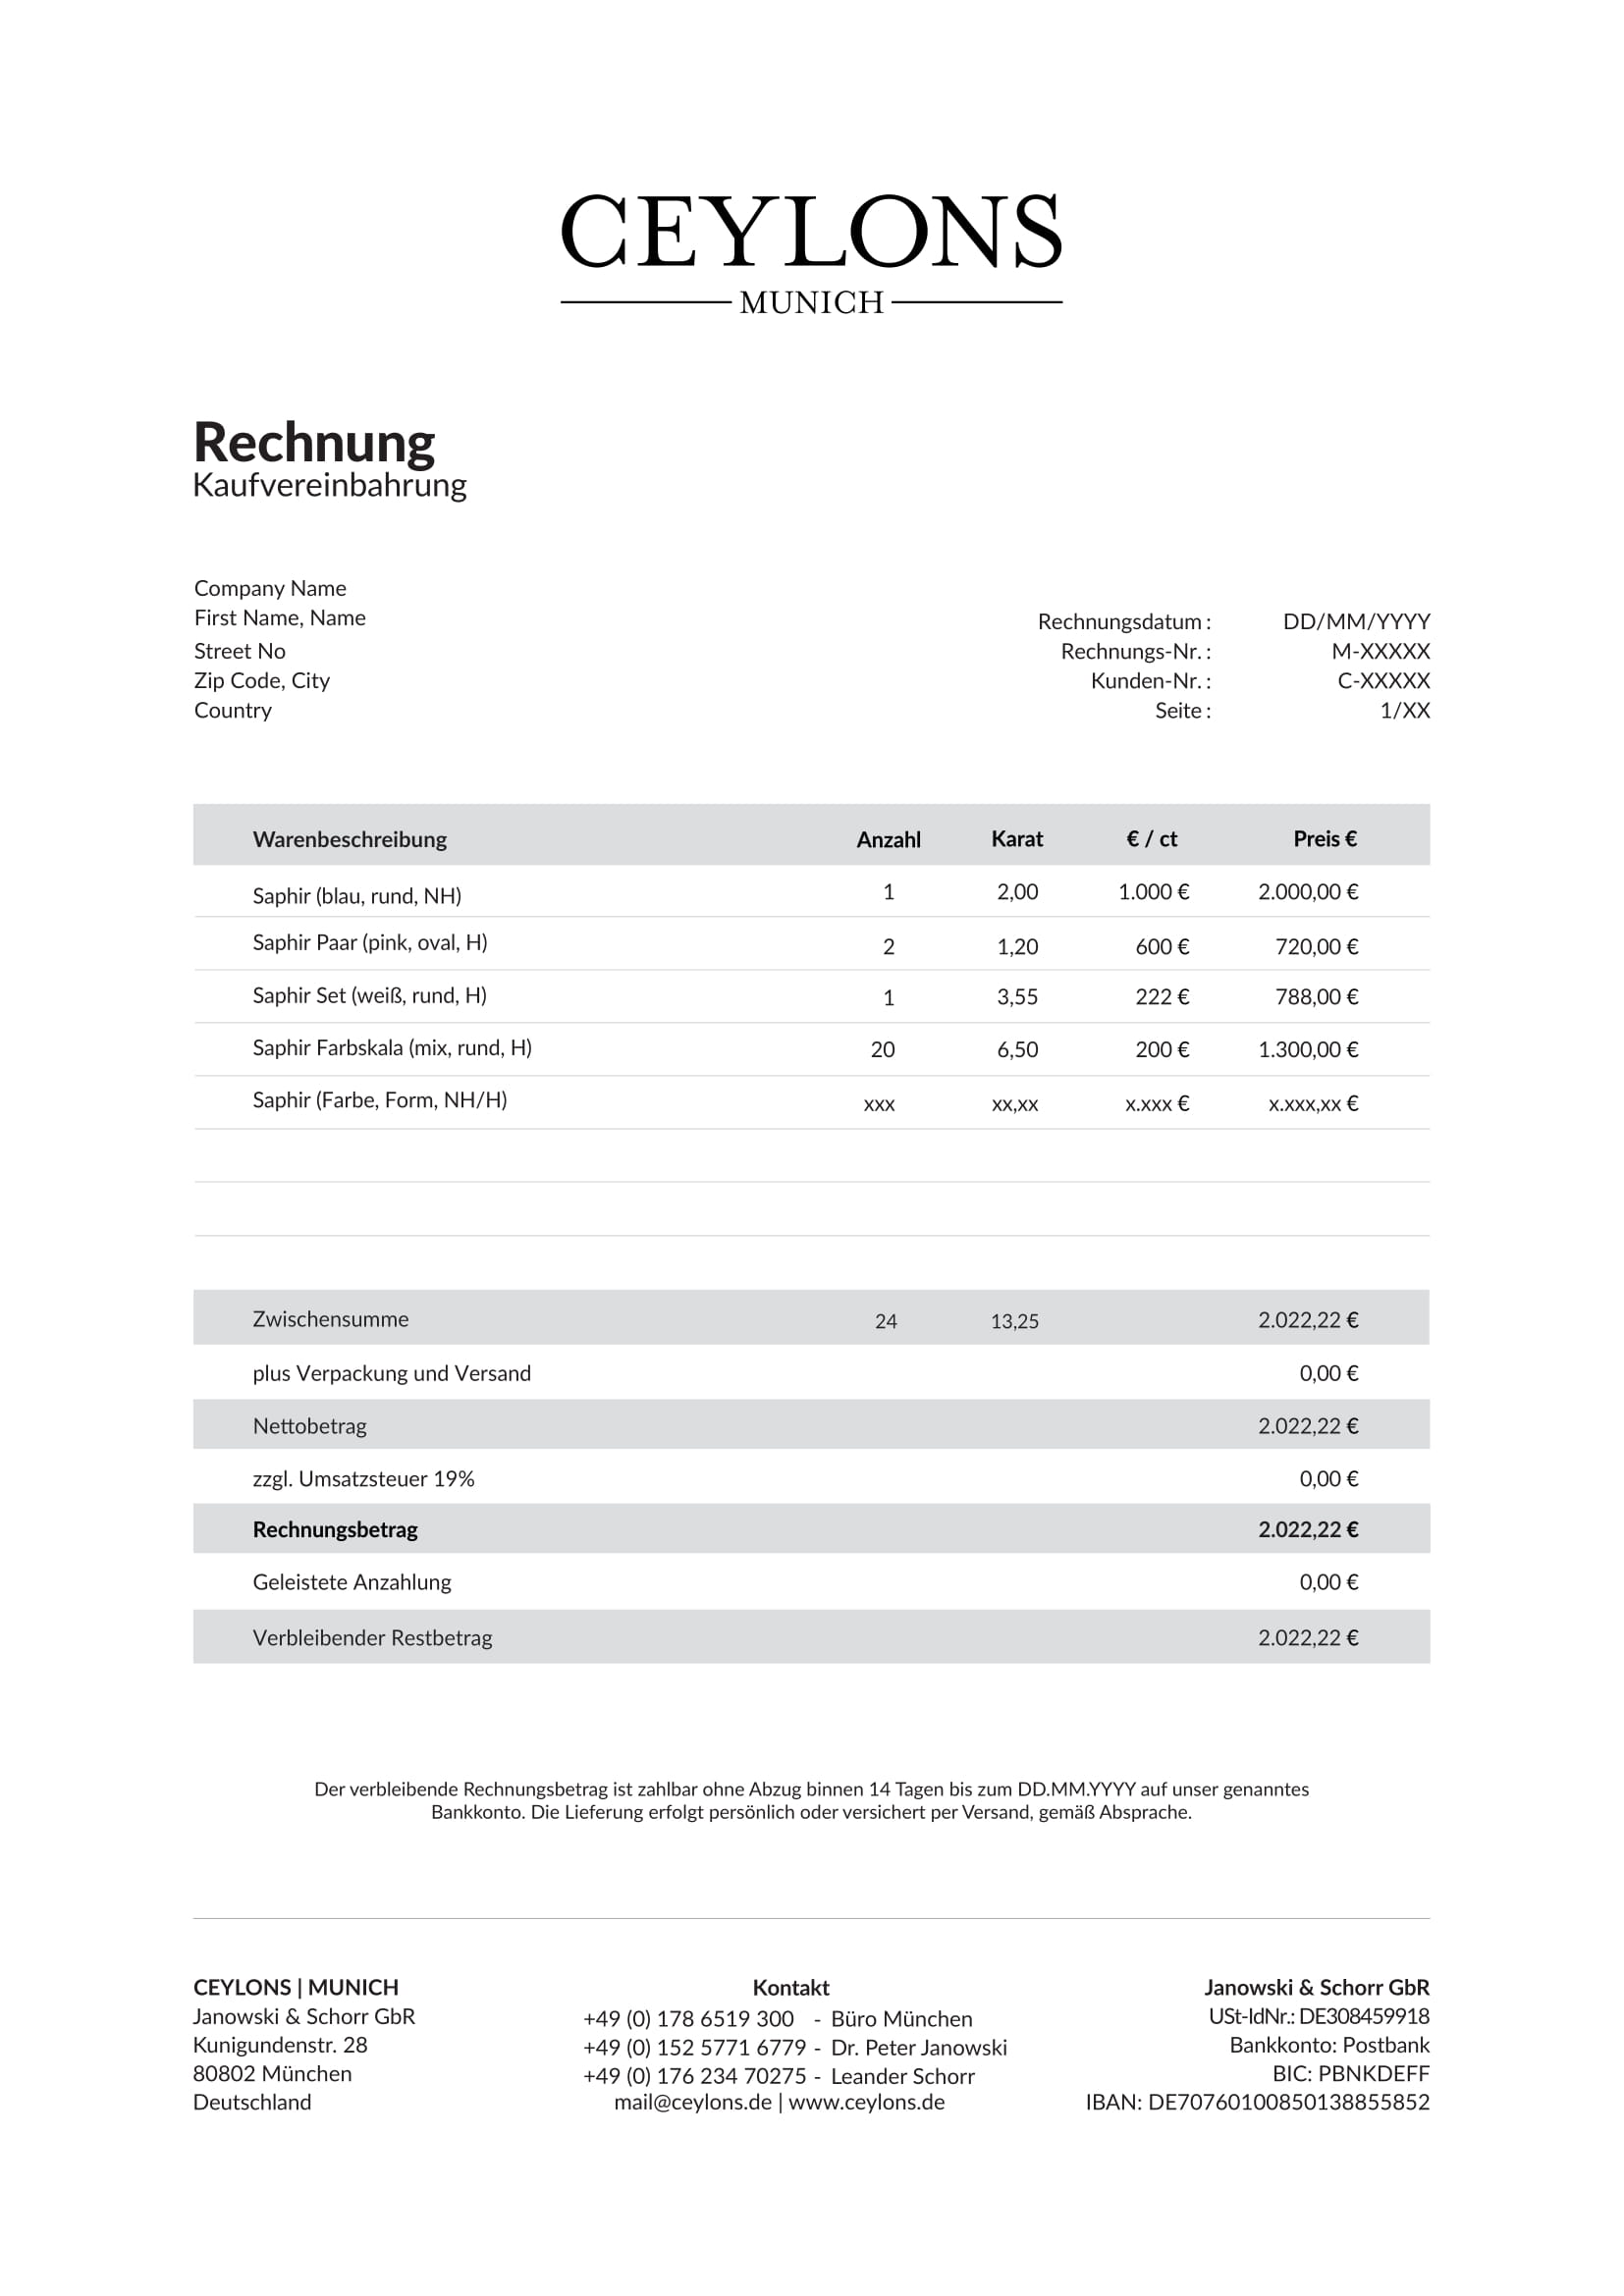 CEYLONS
MUNICH
Rechnung
Kaufvereinbahrung
Company Name
First Name, Name
Street No
Zip Code, City
Country
Rechnungsdatum : DD/MM/YYYY
Rechnungs-Nr. : M-XXXXX
Kunden-Nr. : C-XXXXX
Seite : 1/XX
Warenbeschreibung Anzahl Karat € / ct Preis €
Saphir (blau, rund, NH) 1 2,00 1.000 € 2.000,00 €
Saphir Paar (pink, oval, H) 2 1,20 600 € 720,00 €
Saphir Set (weiß, rund, H) 1 3,55 222 € 788,00 €
Saphir Farbskala (mix, rund, H) 20 6,50 200 € 1.300,00 €
Saphir (Farbe, Form, NH/H) xxx xx,xx x.xxx € x.xxx,xx €
Zwischensumme 24 13,25 2.022,22 €
plus Verpackung und Versand 0,00 €
Nettobetrag 2.022,22 €
zzgl. Umsatzsteuer 19% 0,00 €
Rechnungsbetrag 2.022,22 €
Geleistete Anzahlung 0,00 €
Verbleibender Restbetrag 2.022,22 €
Der verbleibende Rechnungsbetrag ist zahlbar ohne Abzug binnen 14 Tagen bis zum DD.MM.YYYY auf unser genanntes
Bankkonto. Die Lieferung erfolgt persönlich oder versichert per Versand, gemäß Absprache.
CEYLONS | MUNICH
Janowski & Schorr GbR
Kunigundenstr. 28
80802 München
Deutschland
Kontakt
+49 (0) 178 6519 300 - Büro München
+49 (0) 152 5771 6779 - Dr. Peter Janowski
+49 (0) 176 234 70275 - Leander Schorr
mail@ceylons.de | www.ceylons.de
Janowski & Schorr GbR
USt-IdNr.: DE308459918
Bankkonto: Postbank
BIC: PBNKDEFF
IBAN: DE70760100850138855852